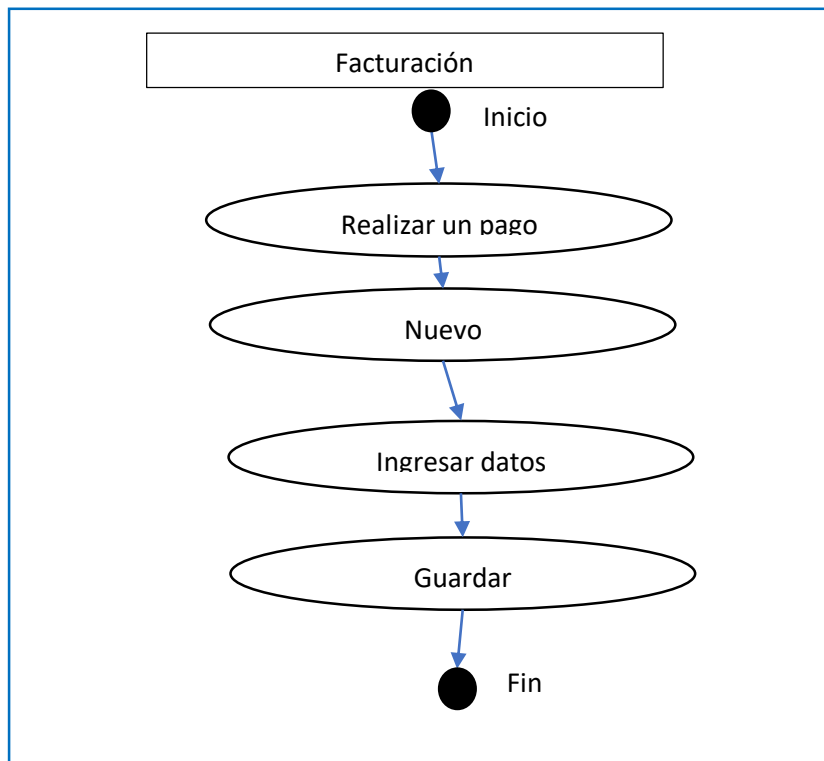 Facturación
Inicio
Realizar un pago
Nuevo
Ingresar datos
Guardar
Fin